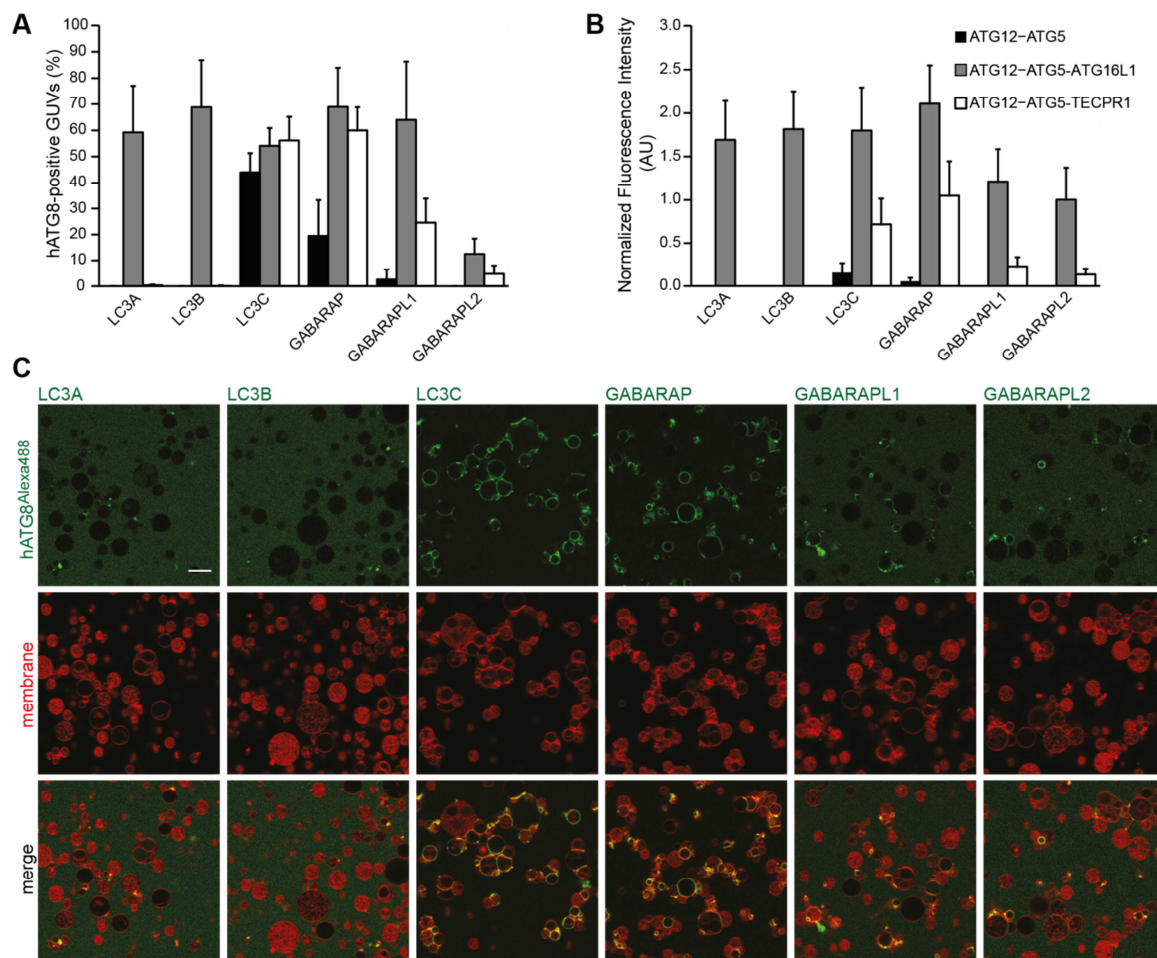 A
hATG8-positive GUVs (%)
100
90
80
70
60
50
40
30
20
10
0
LC3A
LC3B
LC3C
GABARAP
GABARAPL1
GABARAPL2
B
Normalized Fluorescence Intensity
(AU)
3.0
2.5
2.0
1.5
1.0
0.5
0.0
LC3A
LC3B
LC3C
GABARAP
GABARAPL1
GABARAPL2
ATG12−ATG5
ATG12−ATG5-ATG16L1
ATG12−ATG5-TECPR1
C
LC3A LC3B LC3C GABARAP GABARAPL1 GABARAPL2
hATG8Alexa488
membrane
merge